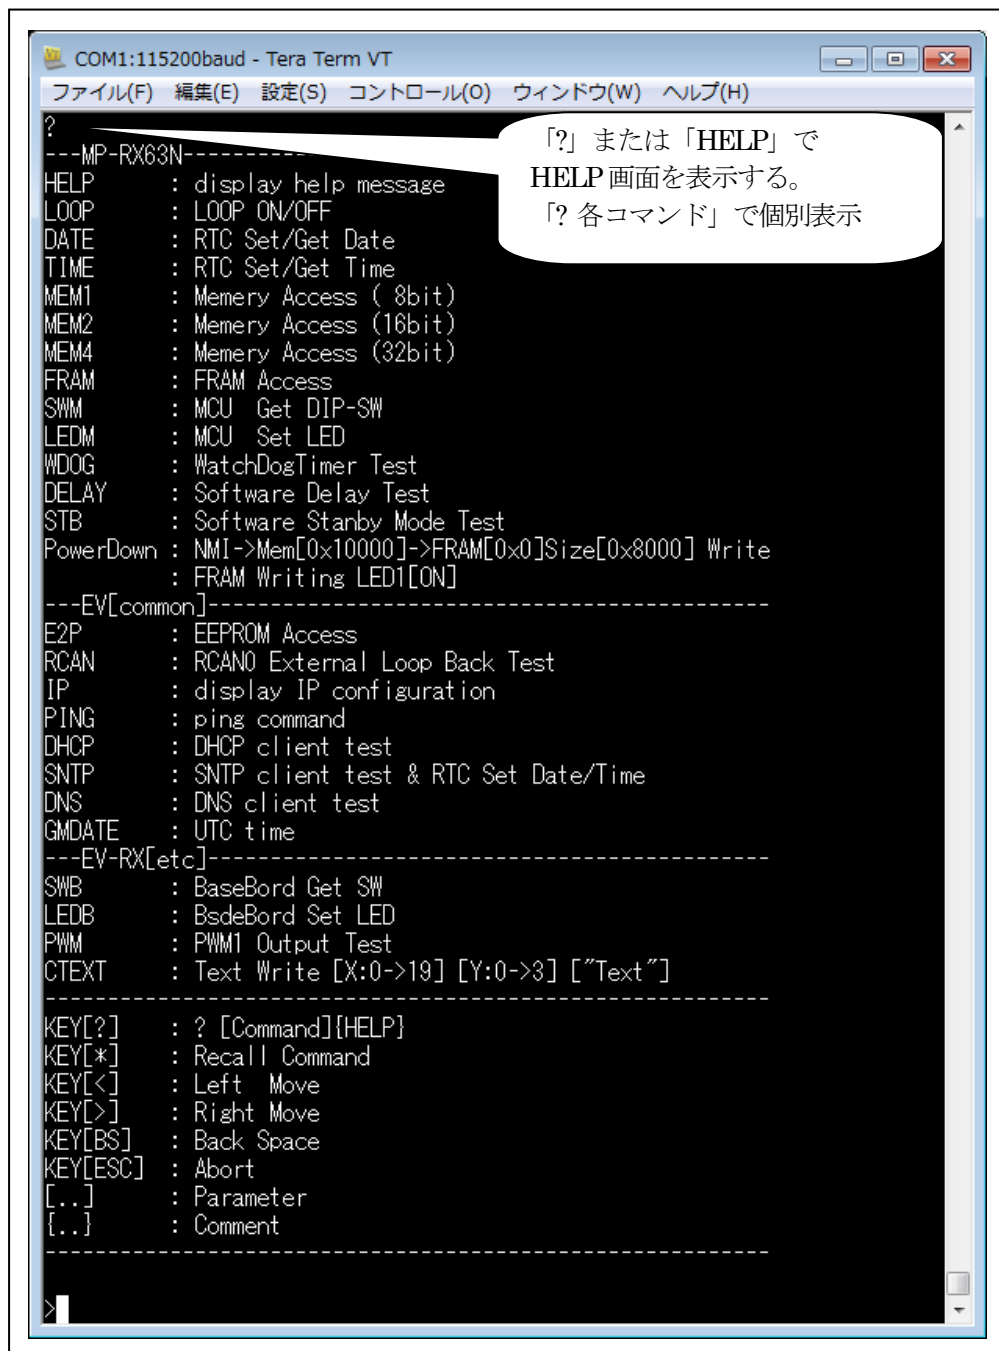 COM1:115200baud - Tera Term VT
ファイル(F) 編集(E) 設定(S) コントロール(O) ウィンドウ(W) ヘルプ(H)
?
「?」または「HELP」で
HELP画面を表示する。
「? 各コマンド」で個別表示
---MP-RX63N-----------
HELP : display help message
LOOP : LOOP ON/OFF
DATE : RTC Set/Get Date
TIME : RTC Set/Get Time
MEM1 : Memery Access ( 8bit)
MEM2 : Memery Access (16bit)
MEM4 : Memery Access (32bit)
FRAM : FRAM Access
SWM : MCU  Get DIP-SW
LEDM : MCU  Set LED
WDOG : WatchDogTimer Test
DELAY : Software Delay Test
STB : Software Stanby Mode Test
PowerDown : NMI->Mem[0x10000]->FRAM[0x0]Size[0x8000] Write
: FRAM Writing LED1[ON]
---EV[common]---------------------------------------------
E2P : EEPROM Access
RCAN : RCAN0 External Loop Back Test
IP : display IP configuration
PING : ping command
DHCP : DHCP client test
SNTP : SNTP client test & RTC Set Date/Time
DNS : DNS client test
GMDATE : UTC time
---EV-RX[etc]---------------------------------------------
SWB : BaseBord Get SW
LEDB : BsdeBord Set LED
PWM : PWM1 Output Test
CTEXT : Text Write [X:0->19] [Y:0->3] ["Text"]
----------------------------------------------------------
KEY[?] : ? [Command]{HELP}
KEY[*] : Recall Command
KEY[<] : Left  Move
KEY[>] : Right Move
KEY[BS] : Back Space
KEY[ESC] : Abort
[..] : Parameter
{..} : Comment
----------------------------------------------------------
>